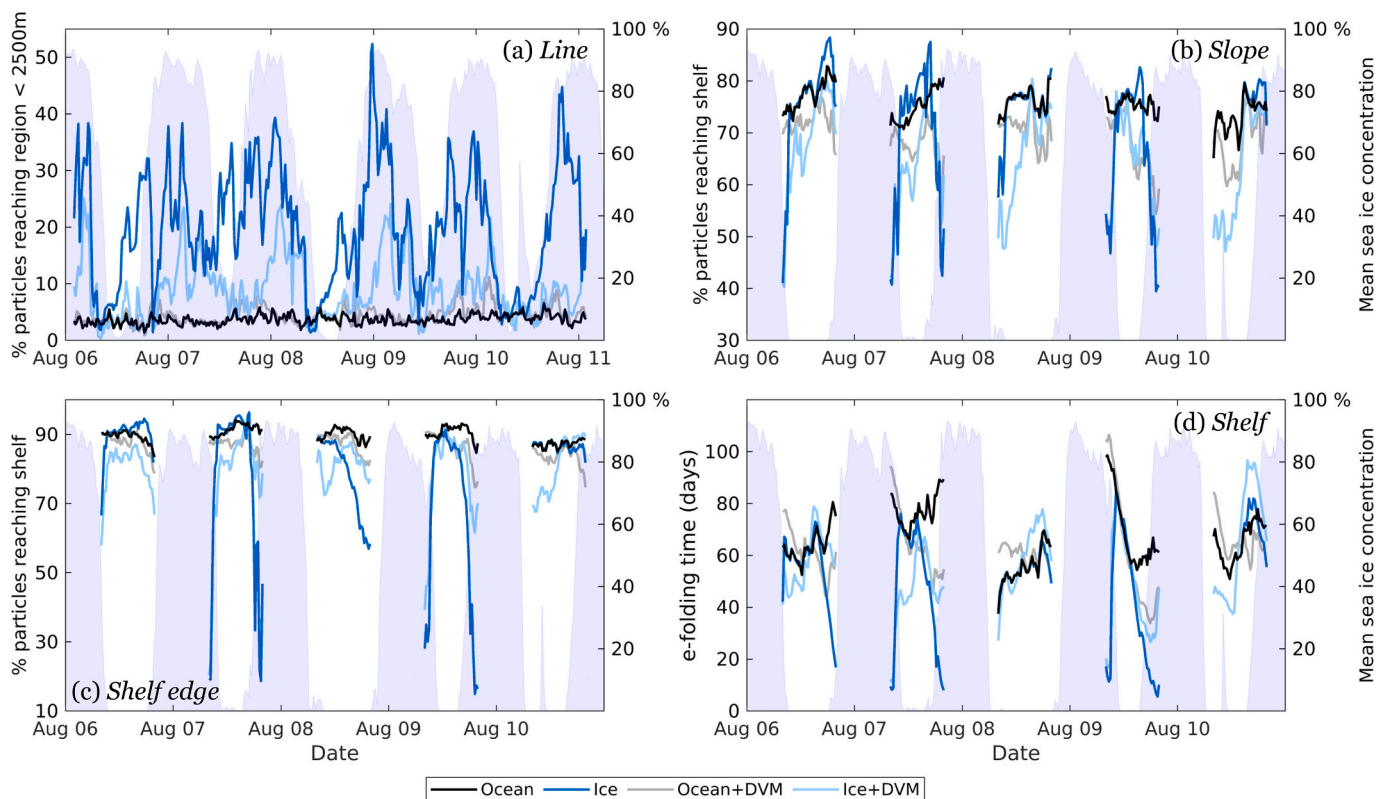 (a) Line
% particles reaching region < 2500m
50
40
30
20
10
0
100 %
80
60
40
20
Aug 06
Aug 07
Aug 08
Aug 09
Aug 10
Aug 11
(b) Slope
% particles reaching shelf
90
80
70
60
50
40
30
100 %
80
60
40
20
Mean sea ice concentration
Aug 06
Aug 07
Aug 08
Aug 09
Aug 10
(c) Shelf edge
% particles reaching shelf
90
70
50
30
10
100 %
80
60
40
20
Aug 06
Aug 07
Aug 08
Aug 09
Aug 10
Date
(d) Shelf
e-folding time (days)
100
80
60
40
20
0
100 %
80
60
40
20
Mean sea ice concentration
Aug 06
Aug 07
Aug 08
Aug 09
Aug 10
Date
Ocean
Ice
Ocean+DVM
Ice+DVM